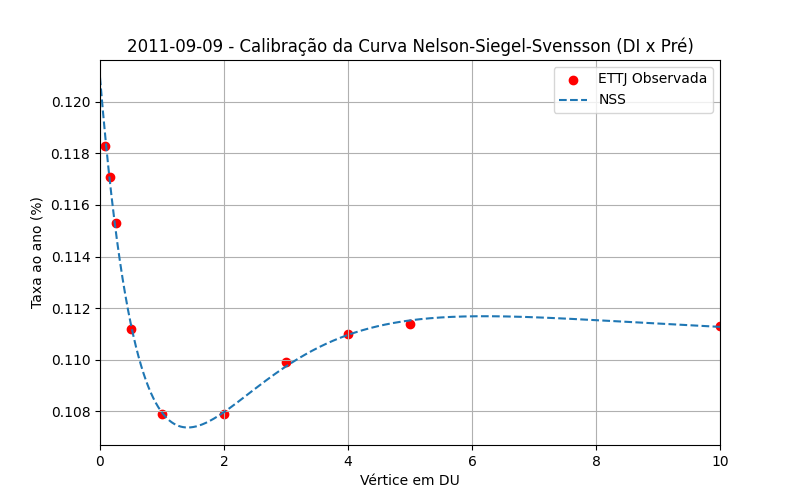 2011-09-09 - Calibração da Curva Nelson-Siegel-Svensson (DI x Pré)
ETTJ Observada
NSS
Taxa ao ano (%)
0.120
0.118
0.116
0.114
0.112
0.110
0.108
0 2 4 6 8 10
Vértice em DU